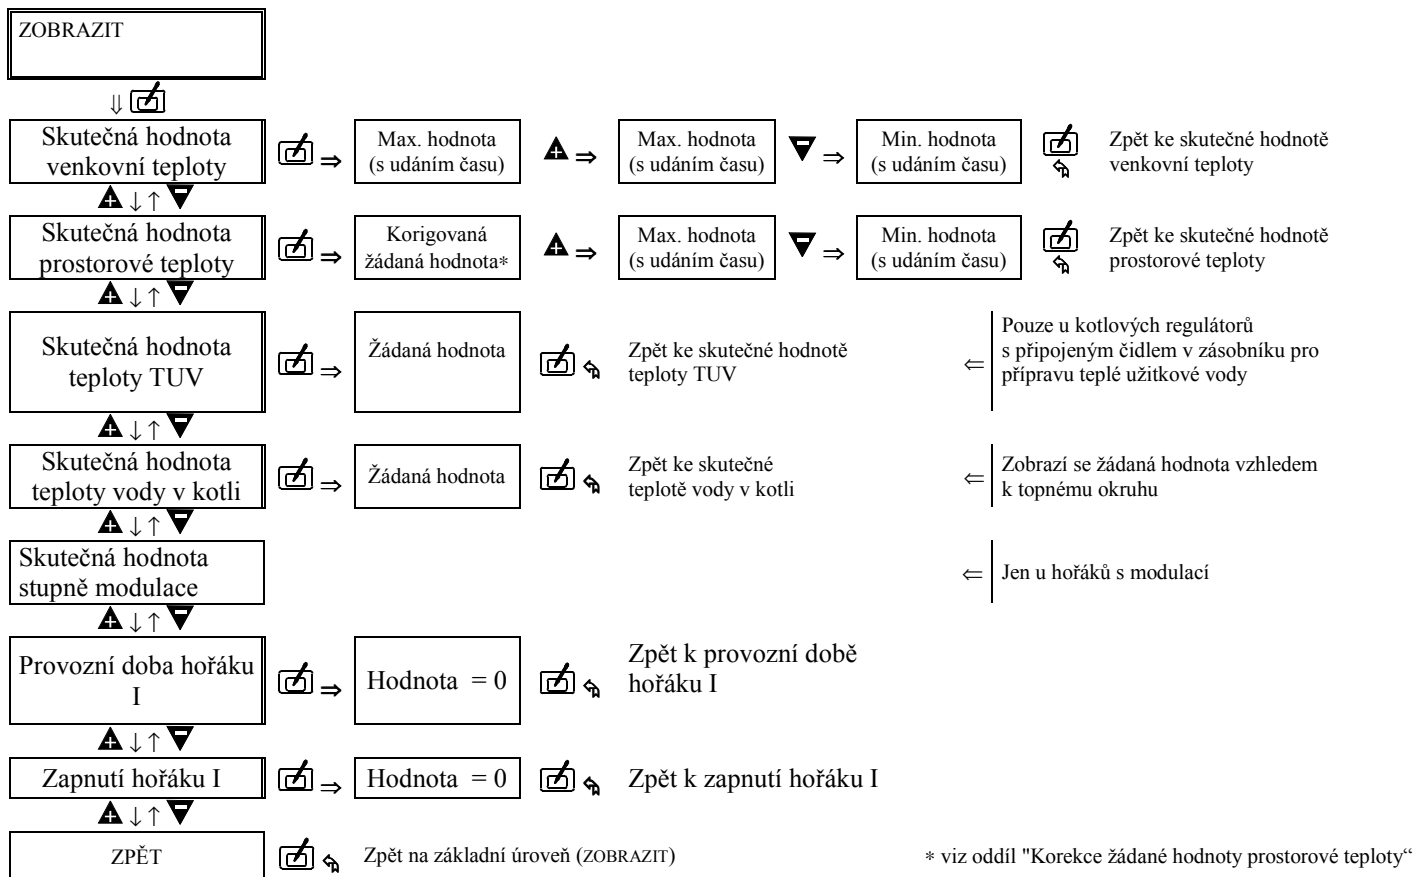 ZOBRAZIT
Skutečná hodnota
venkovní teploty
Max. hodnota
(s udáním času)
Max. hodnota
(s udáním času)
Min. hodnota
(s udáním času)
Zpět ke skutečné hodnotě
venkovní teploty
Skutečná hodnota
prostorové teploty
Korigovaná
žádaná hodnota*
Max. hodnota
(s udáním času)
Min. hodnota
(s udáním času)
Zpět ke skutečné hodnotě
prostorové teploty
Skutečná hodnota
teploty TUV
Žádaná hodnota
Zpět ke skutečné hodnotě
teploty TUV
Pouze u kotlových regulátorů
s připojeným čidlem v zásobníku pro
přípravu teplé užitkové vody
Skutečná hodnota
teploty vody v kotli
Žádaná hodnota
Zpět ke skutečné
teplotě vody v kotli
Zobrazí se žádaná hodnota vzhledem
k topnému okruhu
Skutečná hodnota
stupně modulace
Jen u hořáků s modulací
Provozní doba hořáku
I
Hodnota = 0
Zpět k provozní době
hořáku I
Zapnutí hořáku I
Hodnota = 0
Zpět k zapnutí hořáku I
ZPĚT
Zpět na základní úroveň (ZOBRAZIT)
* viz oddíl "Korekce žádané hodnoty prostorové teploty“